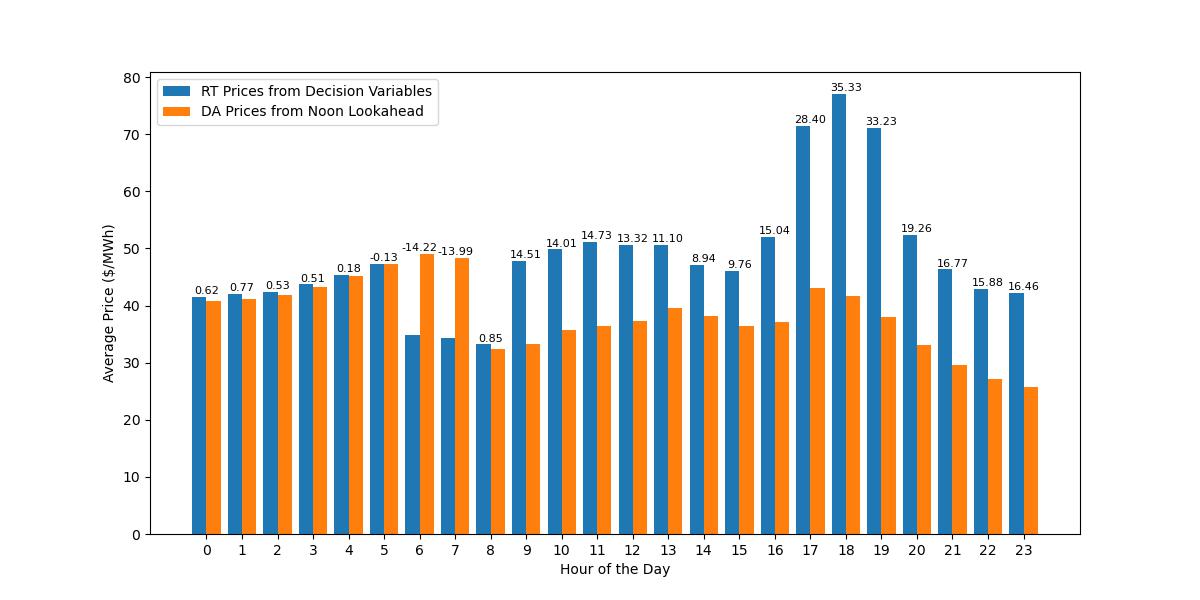 RT Prices from Decision Variables
DA Prices from Noon Lookahead
Average Price ($/MWh)
80
70
60
50
40
30
20
10
0
0.62 0.77 0.53 0.51 0.18 -0.13 -14.22 -13.99 0.85 14.51 14.01 14.73 13.32 11.10 8.94 9.76 15.04 28.40 35.33 33.23 19.26 16.77 15.88 16.46
0 1 2 3 4 5 6 7 8 9 10 11 12 13 14 15 16 17 18 19 20 21 22 23
Hour of the Day